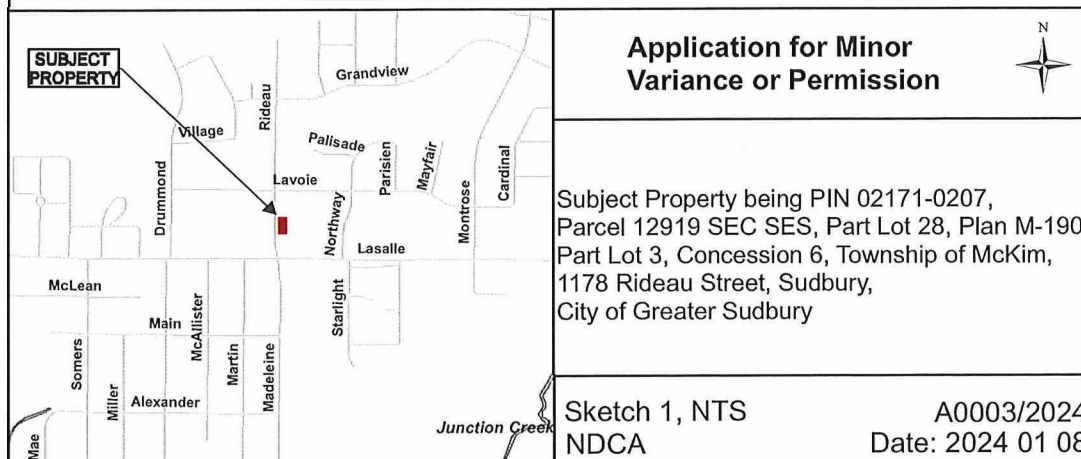 SUBJECT
PROPERTY
Grandview
Rideau
Village
Palisade
Drummond
Lavoie
Northway
Parisien
Mayfair
Montrose
Cardinal
Lasalle
McLean
Main
McAllister
Starlight
Somers
Miller
Martin
Madeleine
Alexander
Mae
Junction Creek
Application for Minor
Variance or Permission
N
Subject Property being PIN 02171-0207,
Parcel 12919 SEC SES, Part Lot 28, Plan M-190
Part Lot 3, Concession 6, Township of McKim,
1178 Rideau Street, Sudbury,
City of Greater Sudbury
Sketch 1, NTS
NDCA
A0003/2024
Date: 2024 01 08